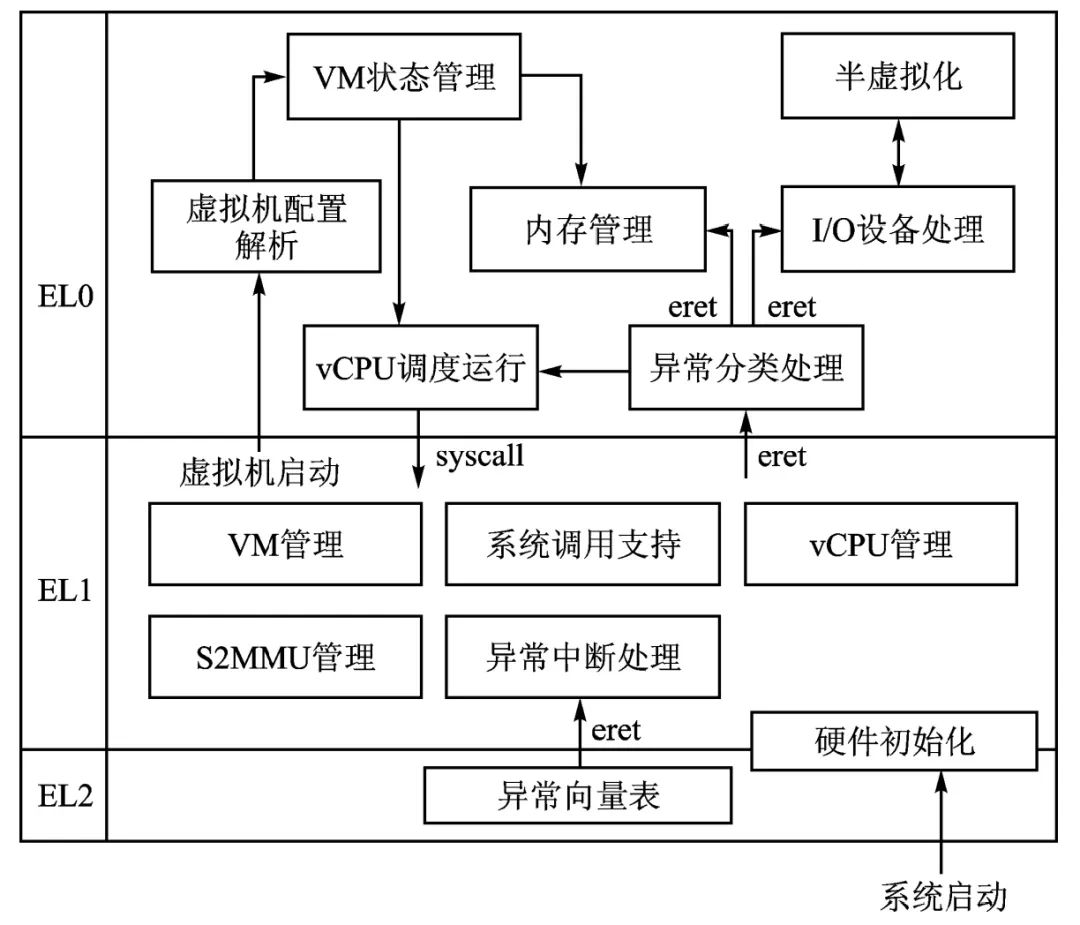 VM状态管理
半虚拟化
虚拟机配置
解析
内存管理
I/O设备处理
EL0
eret
eret
vCPU调度运行
异常分类处理
syscall
eret
虚拟机启动
VM管理
系统调用支持
vCPU管理
EL1
S2MMU管理
异常中断处理
eret
硬件初始化
EL2
异常向量表
系统启动